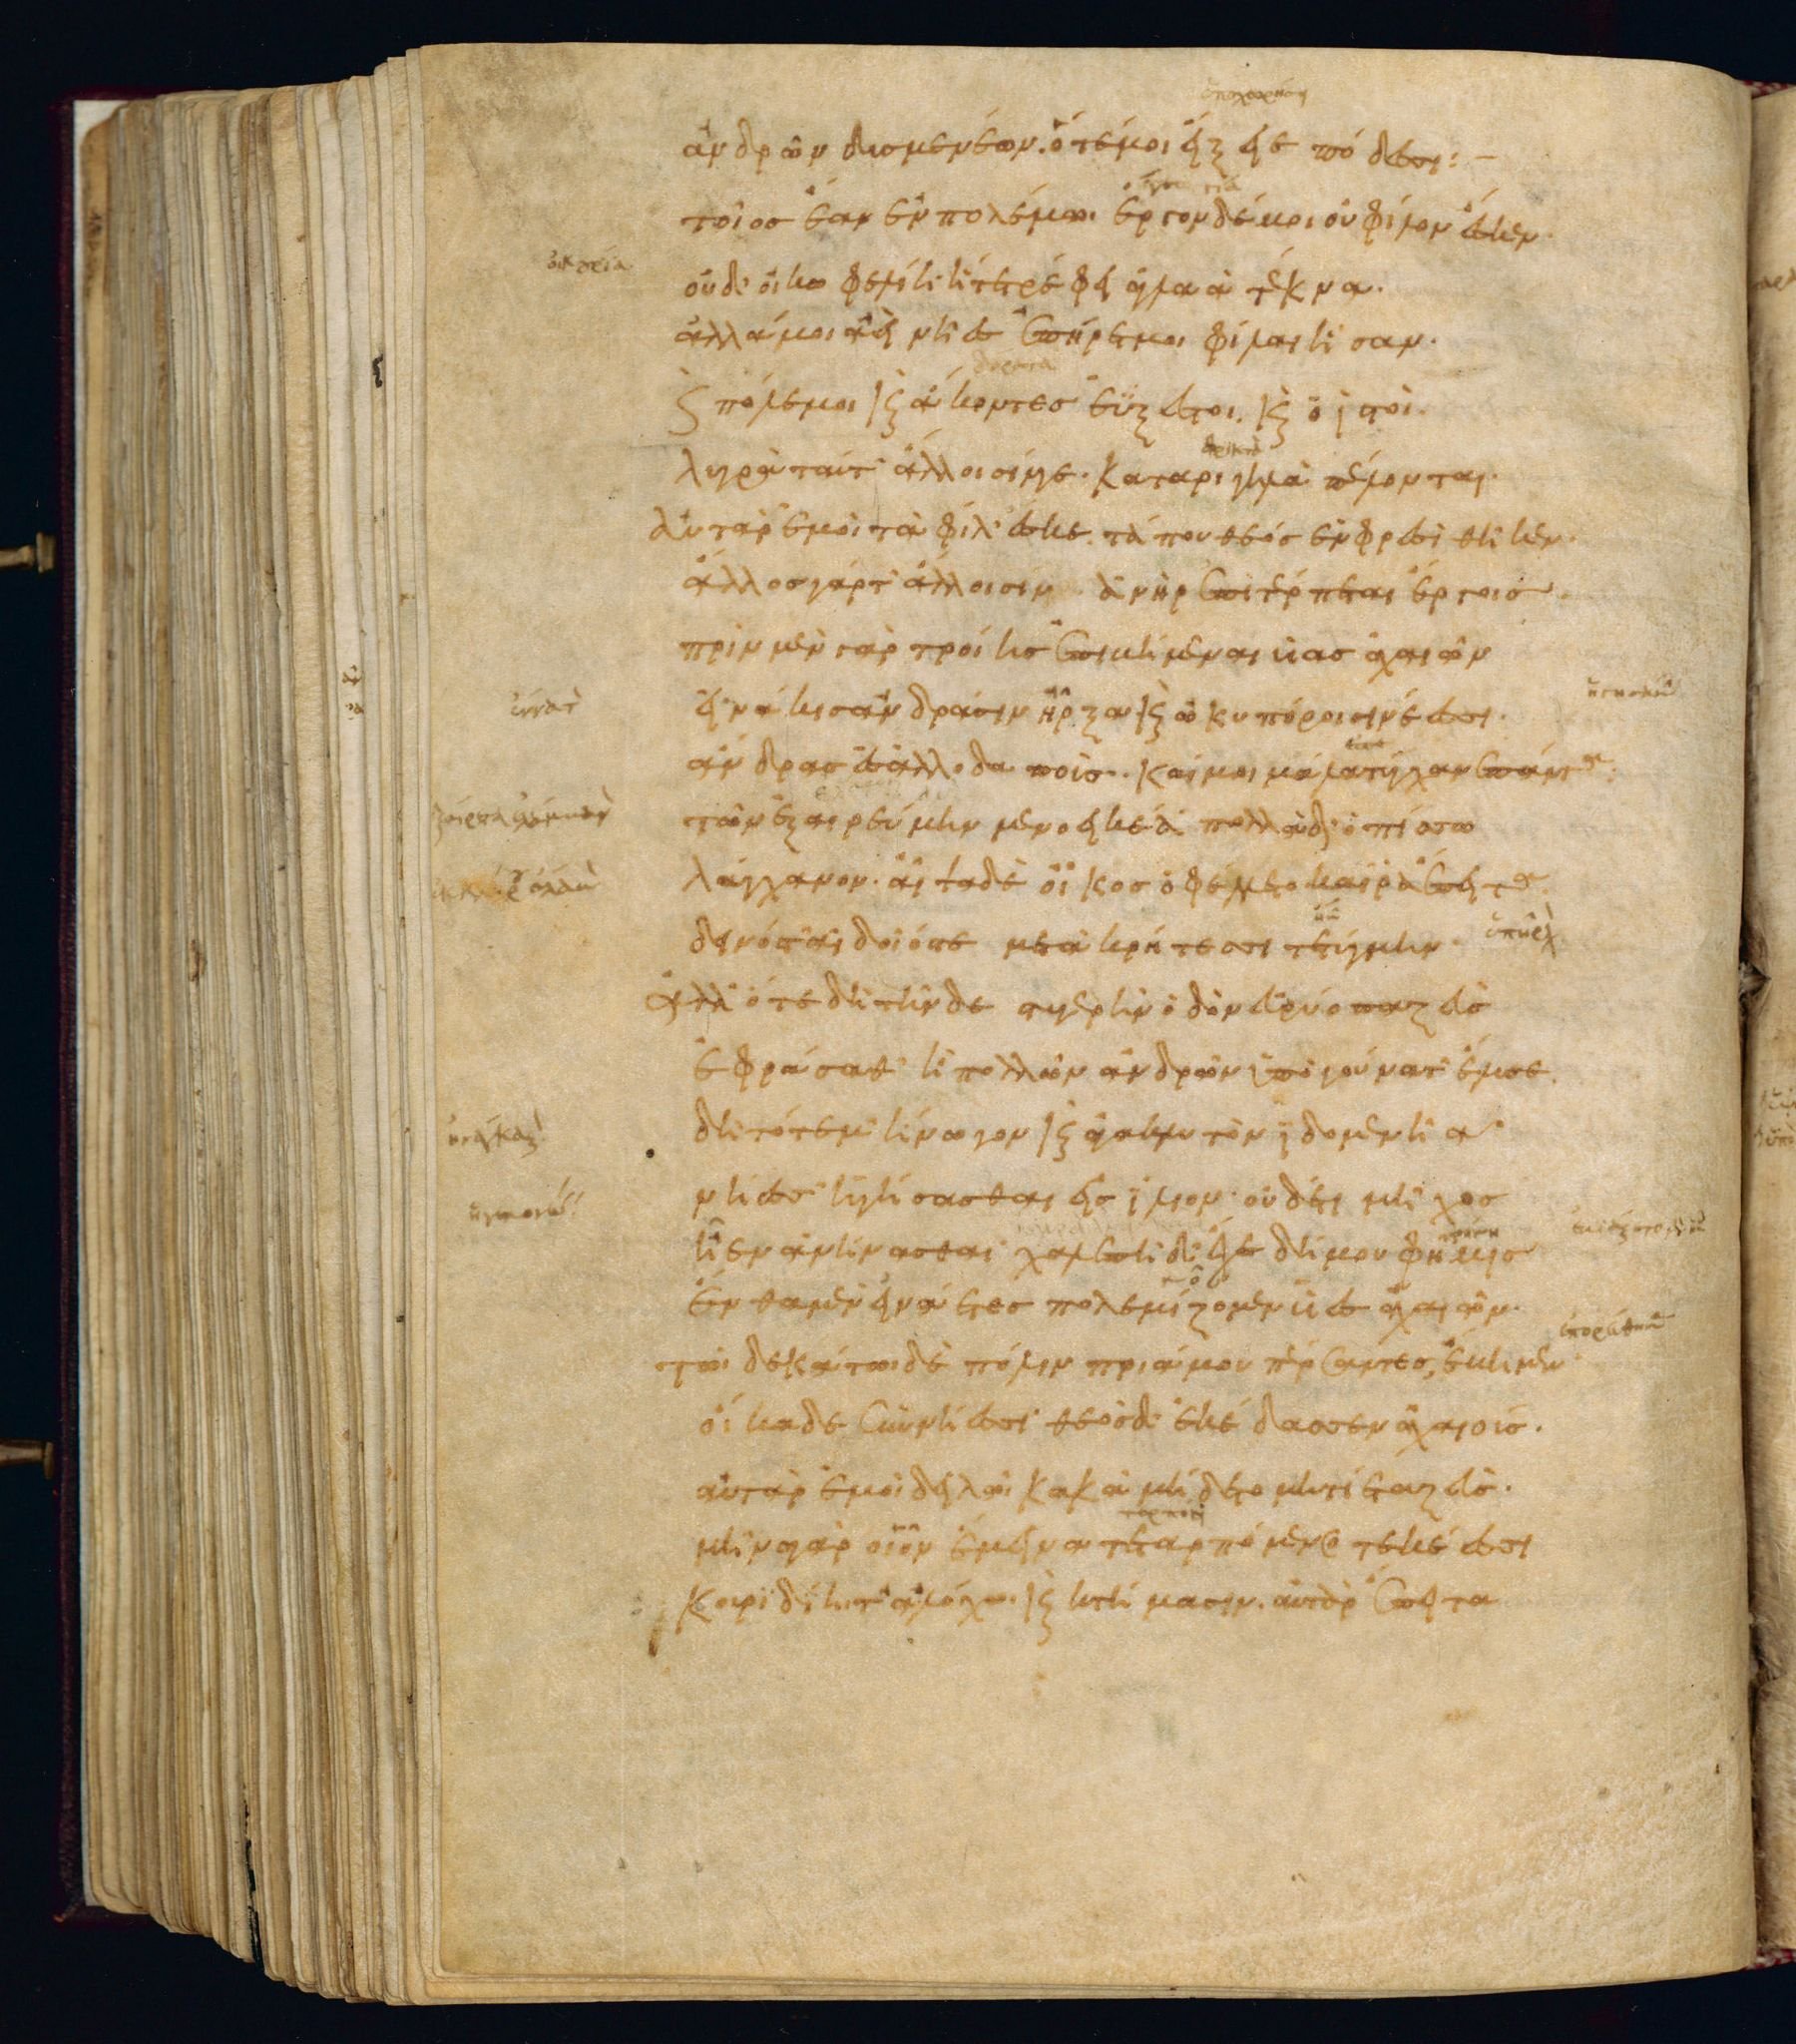 ἀνδρῶν δυσμενέων. ὅτέ μοι εἴξειε πόδεσι:-
τοῖος ἔα ἐν πολέμωι ἔργον δέ μοι οὐ φίλον ἔσκεν.
οὐδ' οἰκωφελίη ἥτε τρέφει ἀγλαὰ τέκνα.
ἀλλά μοι αἰεὶ νῆες ἐπήρετμοι φίλαι ἦσαν.
καὶ πόλεμοι καὶ ἄκοντες ἐΰξεστοι. καὶ ὀϊστοί.
λυγρὰ τάτ' ἄλλοισίν γε. καταριγηλὰ πέλονται.
αὐτὰρ ἐμοὶ τὰ φίλ' ἔσκε. τά που θεὸς ἐν φρεσὶ θῆκεν.
ἄλλος γάρ τ' ἄλλοισιν ἀνὴρ ἐπιτέρπεται ἔργοις.
πρὶν μὲν γὰρ τροίης ἐπιβήμεναι υἷας ἀχαιῶν
εἰνάκις ἀνδράσιν ἦρξα καὶ ὠκυπόροισι νέεσσι.
ἄνδρας ἐς ἀλλοδαπούς. καί μοι μάλα τύγχανε πάντα.
τῶν ἐξαιρεύμην μενοεικέα. πολλὰ δ' ὀπίσσω
λάγχανον. αἶψα δὲ οἶκος ὀφέλλετο καί ῥα ἔπειτα
δεινός τ' αἰδοῖός τε μετὰ κρήτεσσι τετύγμην.
ἀλλ' ὅτε δὴ τήνδε στυγερὴν ὁδὸν εὐρύοπα ζεὺς
ἐφράσαθ' ἣ πολλῶν ἀνδρῶν ὑπὸ γούνατ' ἔλυσε.
δὴ τότ' ἔμ' ἤνωγον καὶ ἀγακλυτὸν ἰδομενῆα
νήεσσ' ἡγήσασθαι ἐς ἴλιον. οὐδέ τι μῆχος
ἦεν ἀνήνασθαι χαλεπὴ δ' ἔχε δήμου φῆμις
ἔνθα μὲν εἰνάετες πολεμίζομεν υἷες ἀχαιῶν.
τῶι δεκάτωι δὲ πόλιν πριάμου πέρσαντες, ἔβημεν
οἴκαδε σὺν νήεσσι. θεὸς δ' ἐκέδασσεν ἀχαιούς.
αὐτὰρ ἐμοὶ δειλῶι κακὰ μήδετο μητίετα ζεύς.
μῆνα γὰρ οἶον ἔμεινα τεταρπόμενος τεκέεσσι
κουριδίηι τ' ἀλόχωι καὶ κτήμασιν. αὐτὰρ ἔπειτα